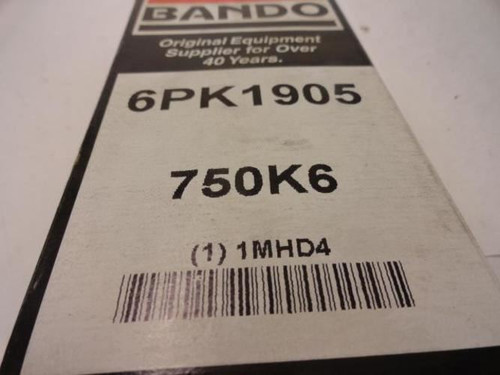 BANDO
Original Equipment
Supplier for Over
40 Years.
6PK1905
750K6
(1) 1MHD4